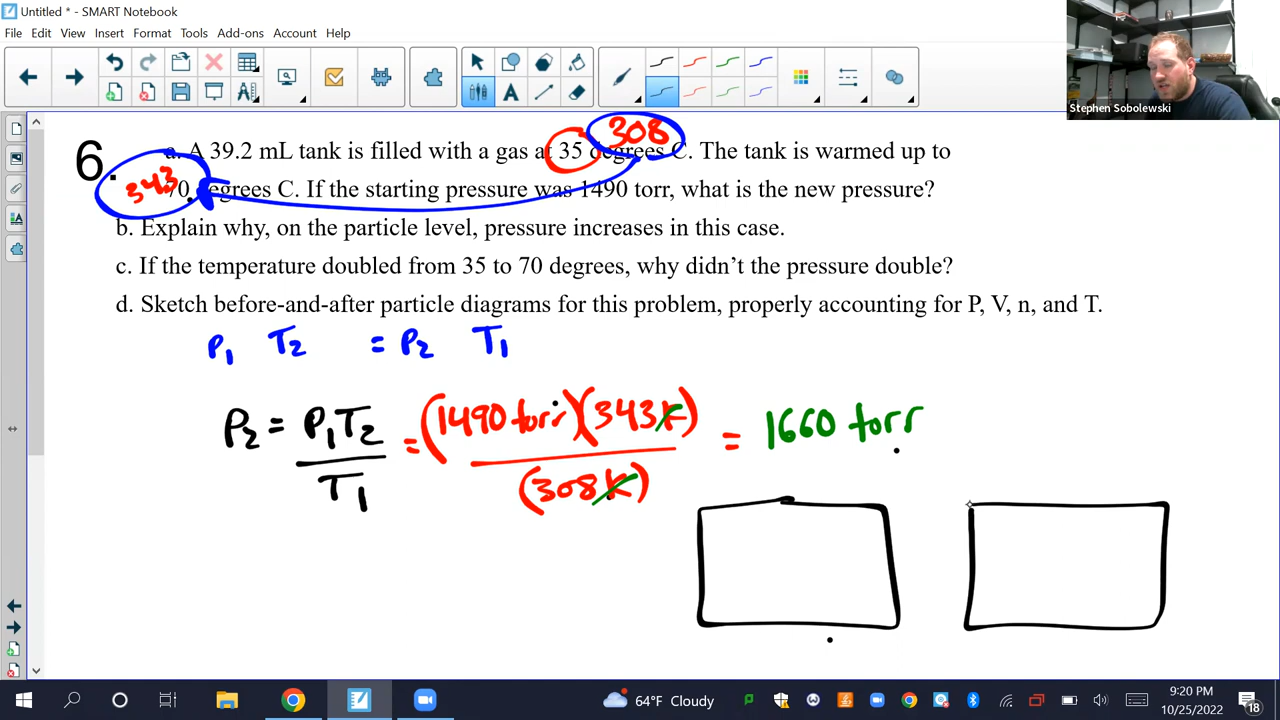 Untitled * - SMART Notebook
File Edit View Insert Format Tools Add-ons Account Help
Stephen Sobolewski
308
6. a. A 39.2 mL tank is filled with a gas at 35 degrees C. The tank is warmed up to
343
70 degrees C. If the starting pressure was 1490 torr, what is the new pressure?
b. Explain why, on the particle level, pressure increases in this case.
c. If the temperature doubled from 35 to 70 degrees, why didn't the pressure double?
d. Sketch before-and-after particle diagrams for this problem, properly accounting for P, V, n, and T.
P₁ T₂ = P₂ T₁
P₂ = P₁T₂ = (1490 torr)(343K) = 1660 torr
T₁ (308K)
64°F Cloudy
9:20 PM
10/25/2022
18